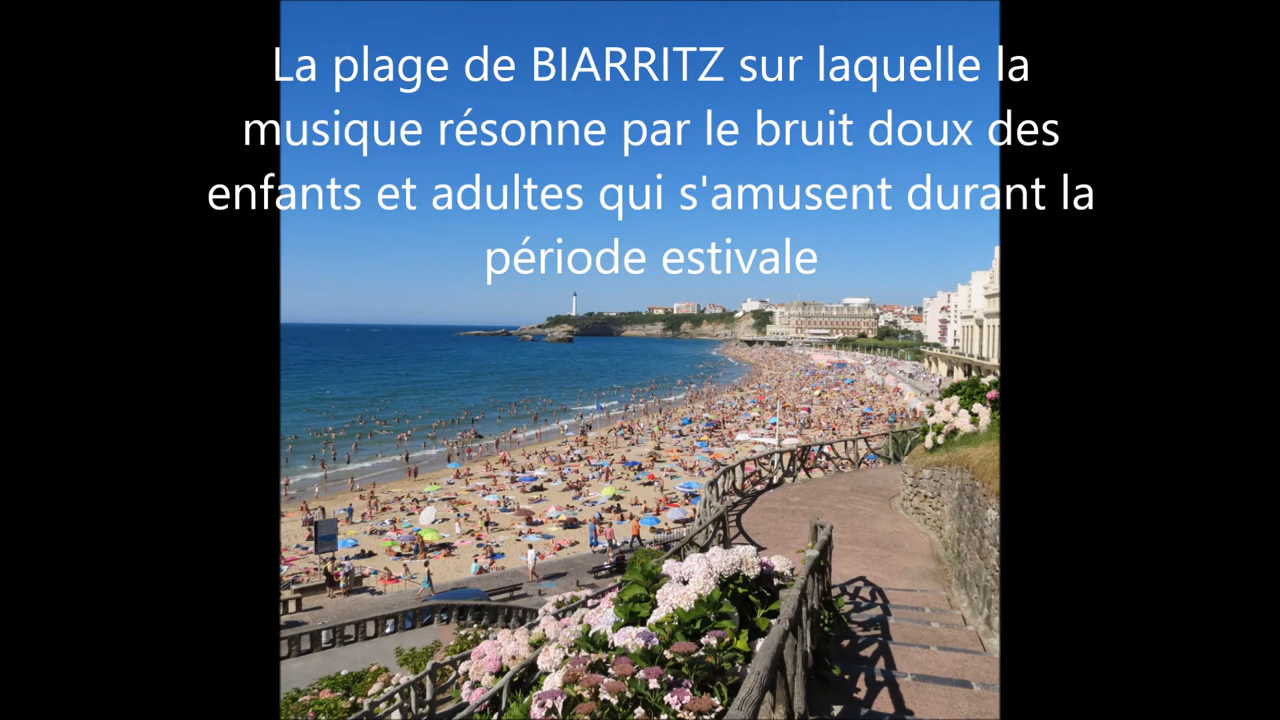 La plage de BIARRITZ sur laquelle la
musique résonne par le bruit doux des
enfants et adultes qui s'amusent durant la
période estivale